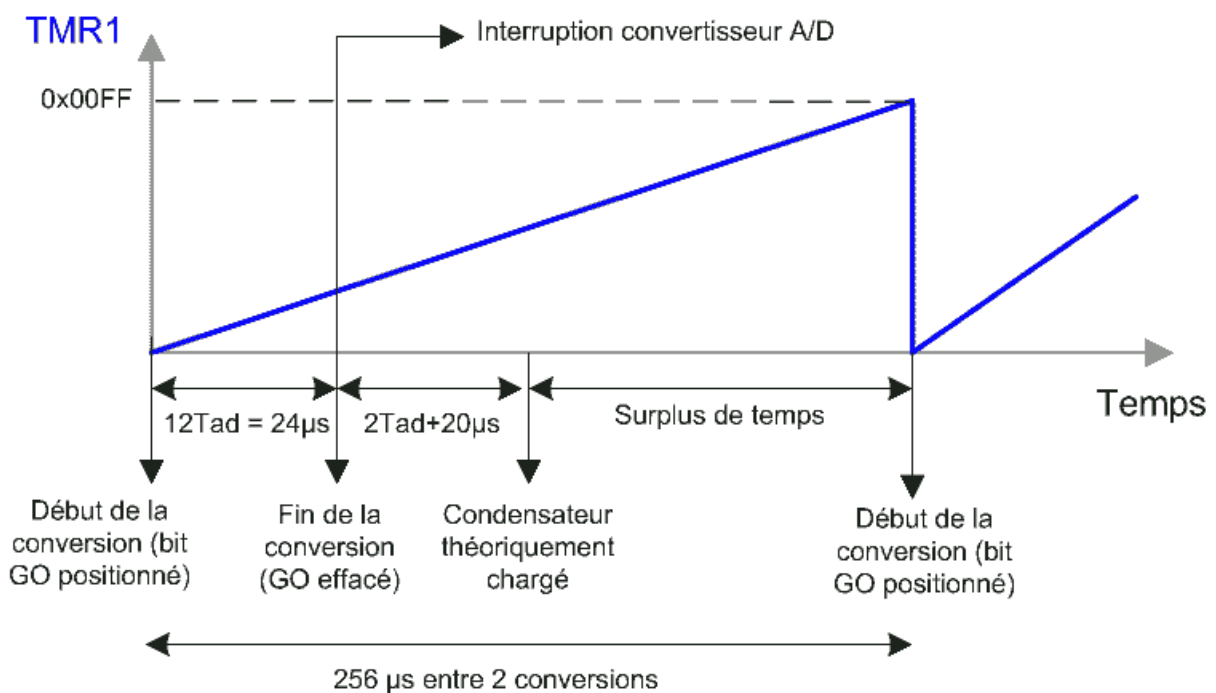 TMR1
Interruption convertisseur A/D
0x00FF
12Tad = 24µs
2Tad+20µs
Surplus de temps
Temps
Début de la
conversion (bit
GO positionné)
Fin de la
conversion
(GO effacé)
Condensateur
théoriquement
chargé
Début de la
conversion (bit
GO positionné)
256 µs entre 2 conversions